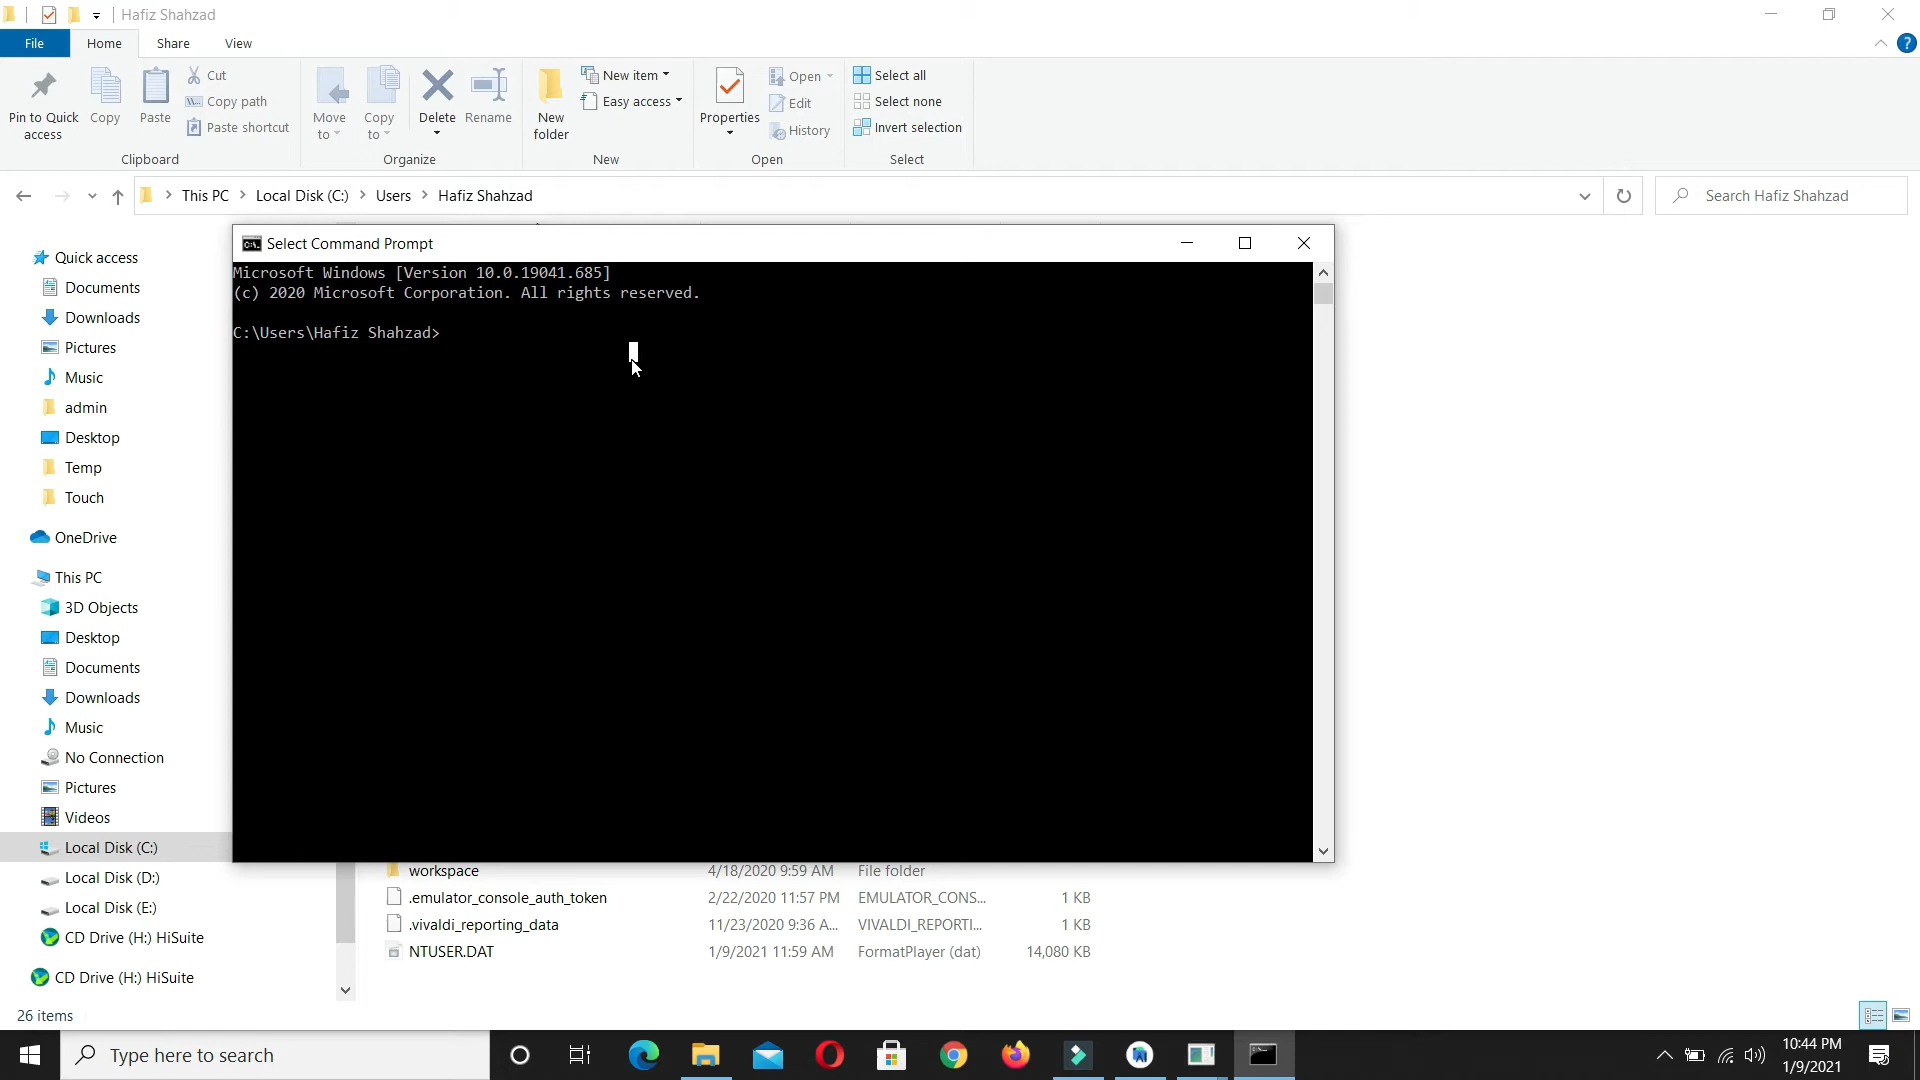 Hafiz Shahzad
File Home Share View
Pin to Quick access
Copy
Paste
Cut
Copy path
Paste shortcut
Clipboard
Move to
Copy to
Delete
Rename
Organize
New folder
New item
Easy access
New
Properties
Open
Edit
History
Open
Select all
Select none
Invert selection
Select
This PC > Local Disk (C:) > Users > Hafiz Shahzad
Search Hafiz Shahzad
Select Command Prompt
Microsoft Windows [Version 10.0.19041.685]
(c) 2020 Microsoft Corporation. All rights reserved.
C:\Users\Hafiz Shahzad>
Quick access
Documents
Downloads
Pictures
Music
admin
Desktop
Temp
Touch
OneDrive
This PC
3D Objects
Desktop
Documents
Downloads
Music
No Connection
Pictures
Videos
Local Disk (C:)
Local Disk (D:)
Local Disk (E:)
CD Drive (H:) HiSuite
CD Drive (H:) HiSuite
workspace 4/18/2020 9:59 AM File folder
.emulator_console_auth_token 2/22/2020 11:57 PM EMULATOR_CONS... 1 KB
.vivaldi_reporting_data 11/23/2020 9:36 A... VIVALDI_REPORTI... 1 KB
NTUSER.DAT 1/9/2021 11:59 AM FormatPlayer (dat) 14,080 KB
26 items
Type here to search
10:44 PM
1/9/2021